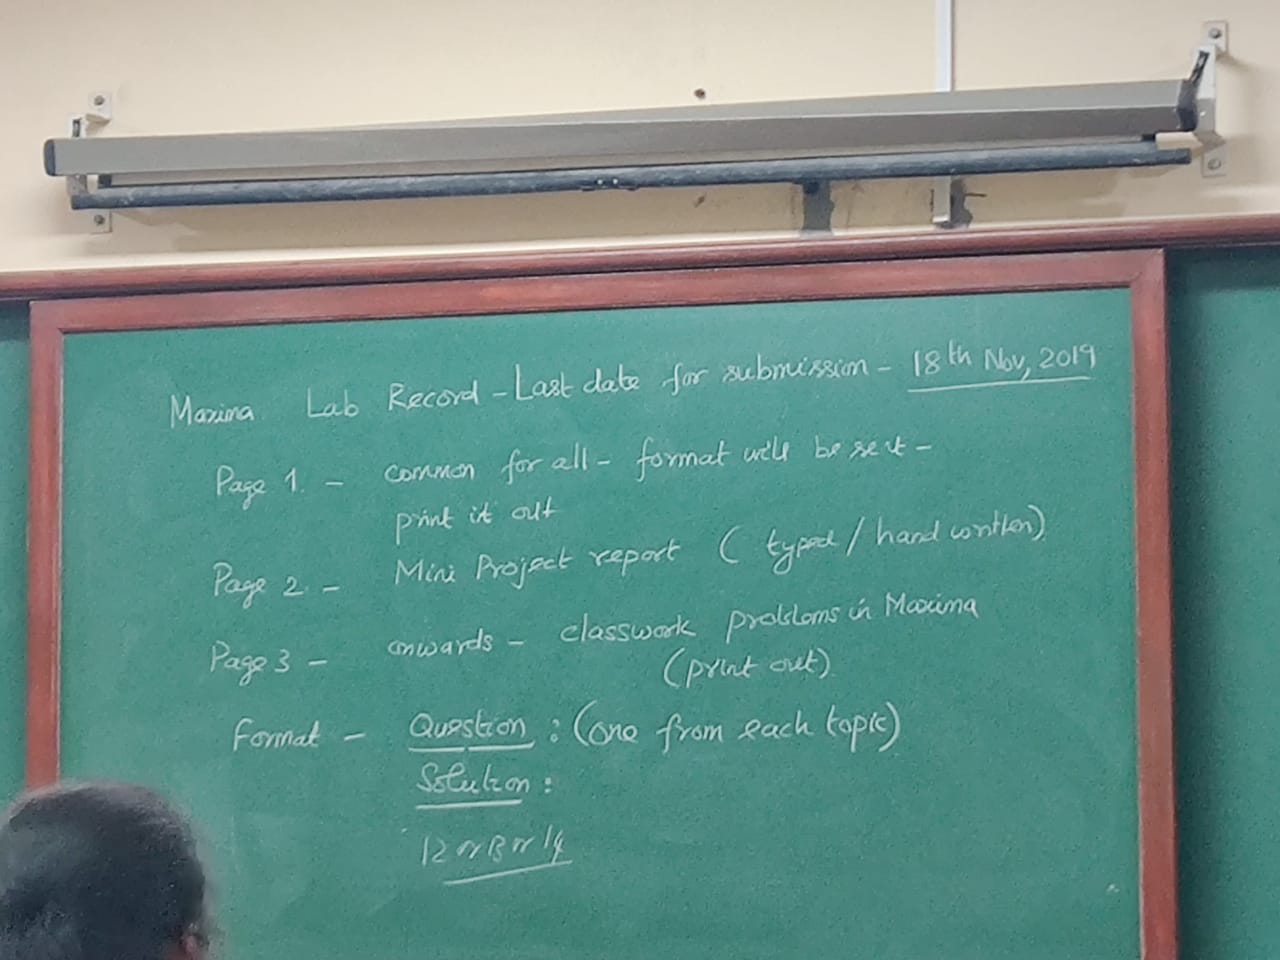 Maxima Lab Record - Last date for submission - 18th Nov, 2019
Page 1. - common for all - format will be sent -
print it out
Page 2. - Mini Project report ( typed / hand written)
Page 3 - onwards - classwork problems in Maxima
(print out)
Format - Question : (one from each topic)
Solution :
12 or 13 or 14